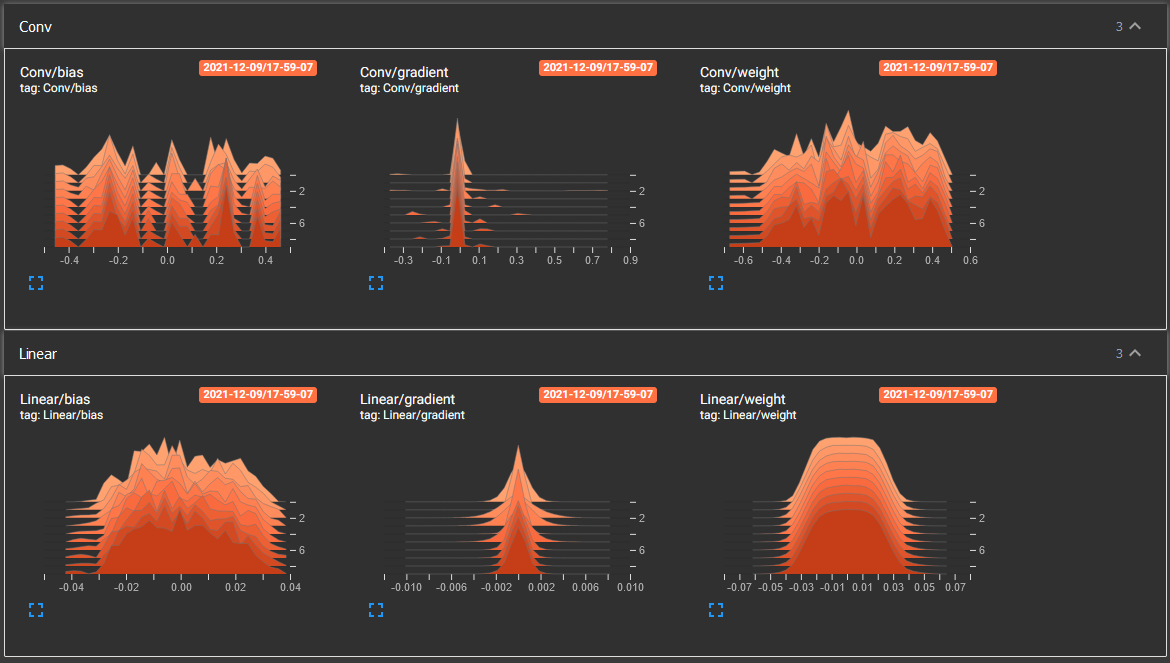 Conv 3
Conv/bias 2021-12-09/17-59-07 Conv/gradient 2021-12-09/17-59-07 Conv/weight 2021-12-09/17-59-07
tag: Conv/bias tag: Conv/gradient tag: Conv/weight
2 2 2
6 6 6
-0.4 -0.2 0.0 0.2 0.4 -0.3 -0.1 0.1 0.3 0.5 0.7 0.9 -0.6 -0.4 -0.2 0.0 0.2 0.4 0.6
Linear 3
Linear/bias 2021-12-09/17-59-07 Linear/gradient 2021-12-09/17-59-07 Linear/weight 2021-12-09/17-59-07
tag: Linear/bias tag: Linear/gradient tag: Linear/weight
2 2 2
6 6 6
-0.04 -0.02 0.00 0.02 0.04 -0.010 -0.006 -0.002 0.002 0.006 0.010 -0.07 -0.05 -0.03 -0.01 0.01 0.03 0.05 0.07